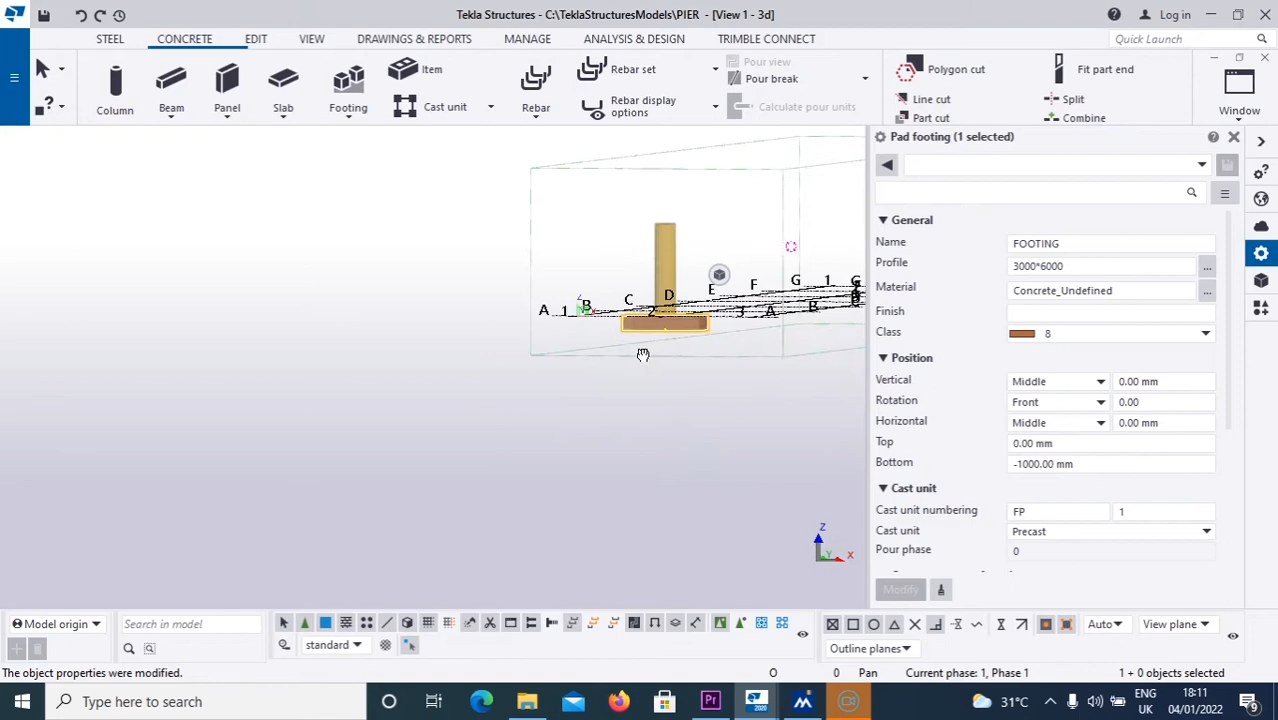 Tekla Structures - C:\TeklaStructuresModels\PIER - [View 1 - 3d]
Log in
STEEL CONCRETE EDIT VIEW DRAWINGS & REPORTS MANAGE ANALYSIS & DESIGN TRIMBLE CONNECT
Quick Launch
Column
Beam
Panel
Slab
Footing
Item
Cast unit
Rebar
Rebar set
Rebar display
options
Pour view
Pour break
Calculate pour units
Polygon cut
Line cut
Part cut
Fit part end
Split
Combine
Window
Pad footing (1 selected)
General
Name FOOTING
Profile 3000*6000 ...
Material Concrete_Undefined ...
Finish
Class 8
Position
Vertical Middle 0.00 mm
Rotation Front 0.00
Horizontal Middle 0.00 mm
Top 0.00 mm
Bottom -1000.00 mm
Cast unit
Cast unit numbering FP 1
Cast unit Precast
Pour phase 0
Modify
A 1 B C 2 D E F G 1 G
3 A B
Z
Y X
Model origin
Search in model
standard
Auto
View plane
Outline planes
The object properties were modified.
O 0 Pan Current phase: 1, Phase 1 1 + 0 objects selected
Type here to search
Pr
2020
31°C
ENG
UK
18:11
04/01/2022
9